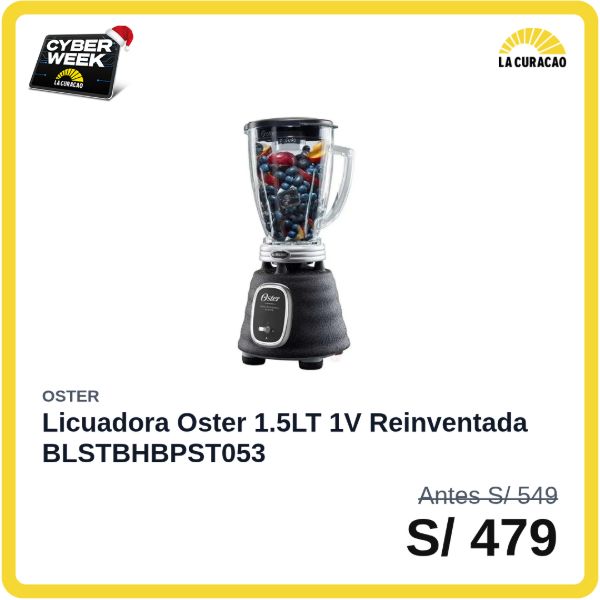 CYBER
WEEK
LA CURACAO
LA CURACAO
Oster
OSTER
Licuadora Oster 1.5LT 1V Reinventada
BLSTBHBPST053
Antes S/ 549
S/ 479